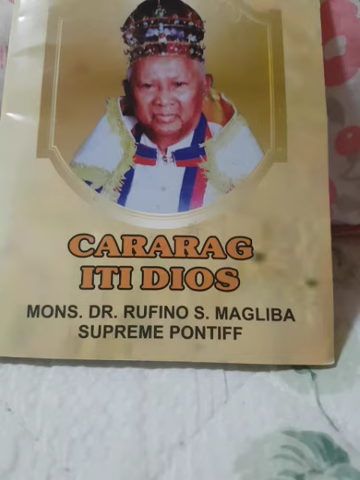 CARARAG
ITI DIOS
MONS. DR. RUFINO S. MAGLIBA
SUPREME PONTIFF